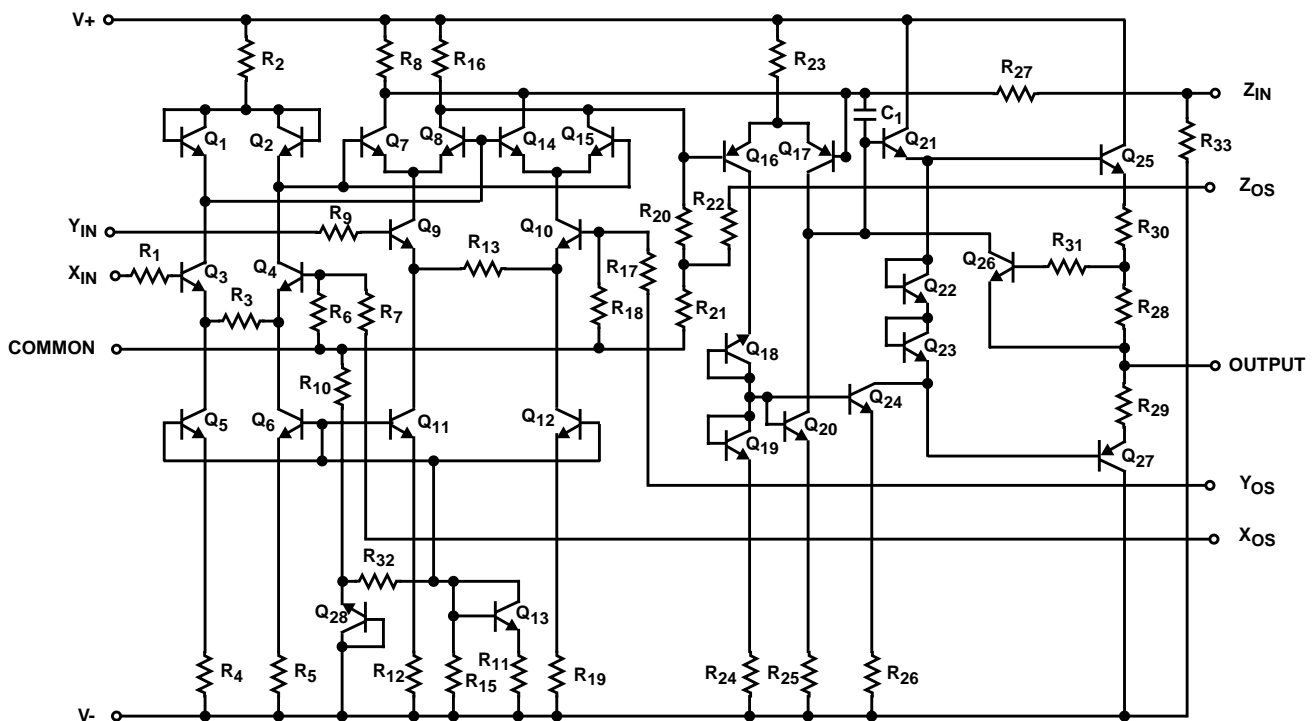 V+
R2
R8
R16
R23
R27
ZIN
C1
Q1
Q2
Q7
Q8
Q14
Q15
Q16
Q17
Q21
Q25
R33
ZOS
YIN
R9
Q9
Q10
R20
R22
R30
XIN
R1
Q3
Q4
R13
R17
Q26
R31
R3
R6
R7
R18
R21
Q22
R28
COMMON
Q18
Q23
OUTPUT
R10
Q24
R29
Q5
Q6
Q11
Q12
Q19
Q20
Q27
YOS
XOS
R32
Q28
Q13
R4
R5
R12
R15
R11
R19
R24
R25
R26
V-